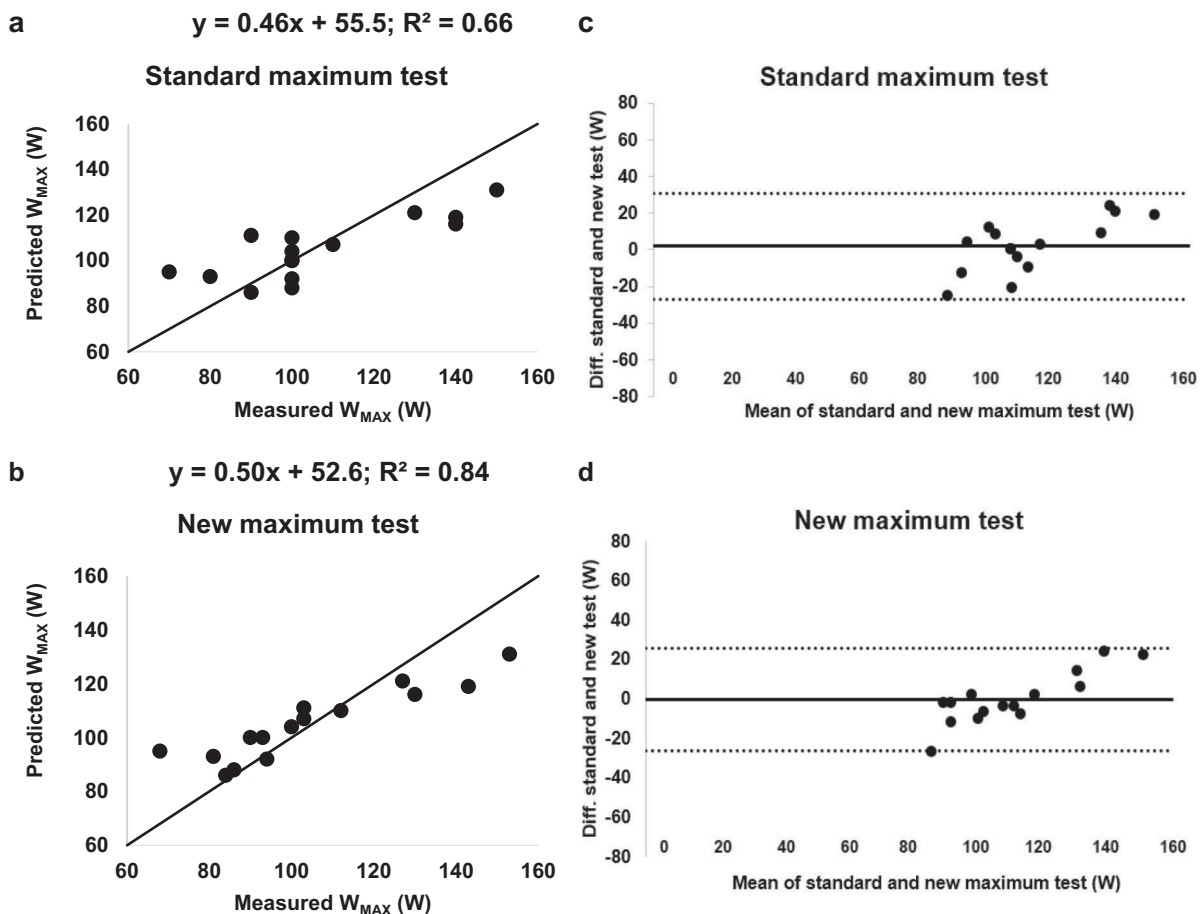 a
y = 0.46x + 55.5; R² = 0.66
Standard maximum test
Predicted W_MAX (W)
160
140
120
100
80
60
60 80 100 120 140 160
Measured W_MAX (W)
c
Standard maximum test
Diff. standard and new test (W)
80
60
40
20
0
-20
-40
-60
-80
0 20 40 60 80 100 120 140 160
Mean of standard and new maximum test (W)
b
y = 0.50x + 52.6; R² = 0.84
New maximum test
Predicted W_MAX (W)
160
140
120
100
80
60
60 80 100 120 140 160
Measured W_MAX (W)
d
New maximum test
Diff. standard and new test (W)
80
60
40
20
0
-20
-40
-60
-80
0 20 40 60 80 100 120 140 160
Mean of standard and new maximum test (W)